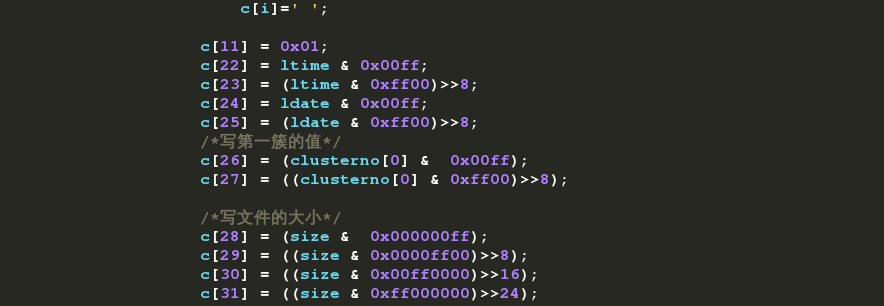 c[i]=' ';
c[11] = 0x01;
c[22] = ltime & 0x00ff;
c[23] = (ltime & 0xff00)>>8;
c[24] = ldate & 0x00ff;
c[25] = (ldate & 0xff00)>>8;
/*写第一簇的值*/
c[26] = (clusterno[0] &  0x00ff);
c[27] = ((clusterno[0] & 0xff00)>>8);
/*写文件的大小*/
c[28] = (size &  0x000000ff);
c[29] = ((size & 0x0000ff00)>>8);
c[30] = ((size & 0x00ff0000)>>16);
c[31] = ((size & 0xff000000)>>24);